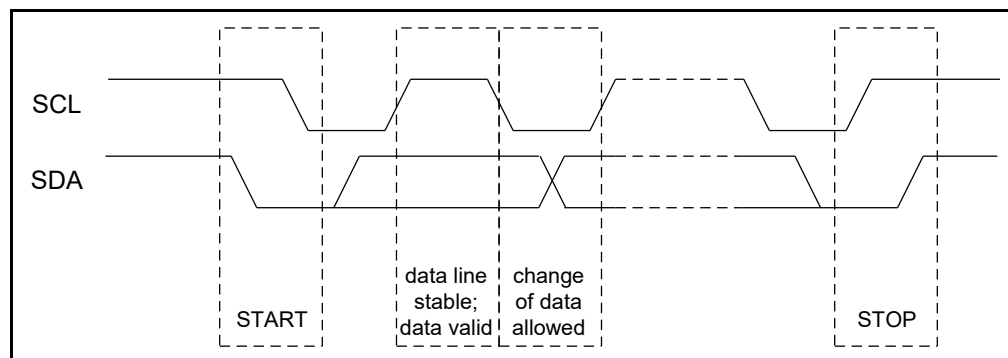 SCL
SDA
START
data line
stable;
data valid
change
of data
allowed
STOP